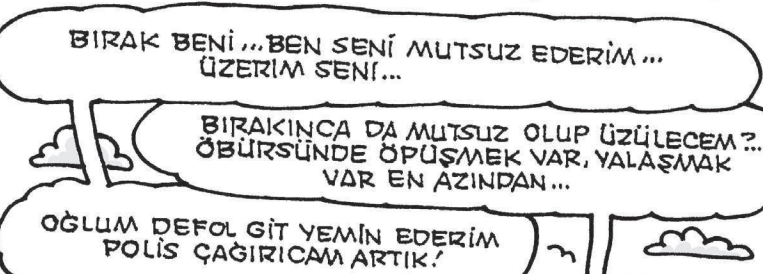 BIRAK BENİ...BEN SENİ MUTSUZ EDERİM...
ÜZERİM SENİ...
BIRAKINCA DA MUTSUZ OLUP ÜZÜLECEM?..
ÖBÜRSÜNDE ÖPÜŞMEK VAR, YALAŞMAK
VAR EN AZINDAN...
OĞLUM DEFOL GİT YEMİN EDERİM
POLİS ÇAĞIRICAM ARTIK!